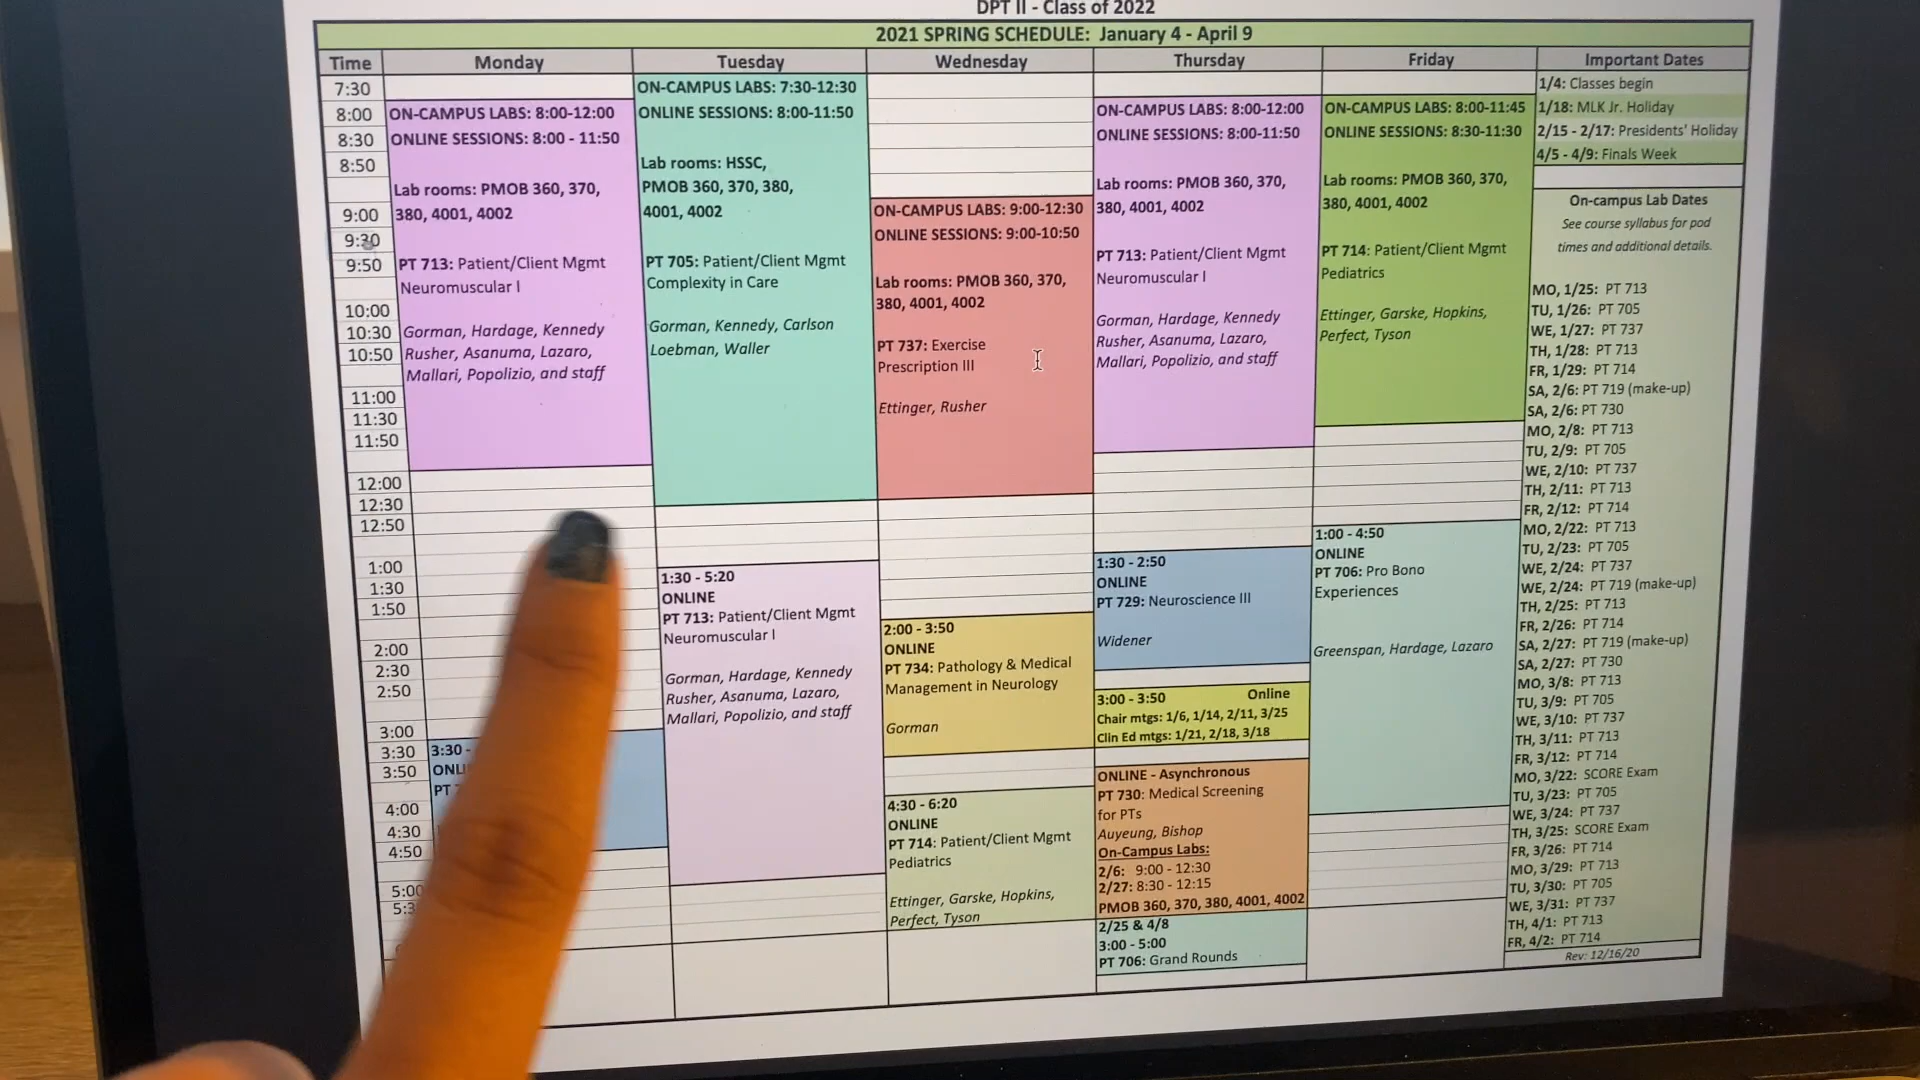 DPT II - Class of 2022
2021 SPRING SCHEDULE: January 4 - April 9
Time
Monday
Tuesday
Wednesday
Thursday
Friday
Important Dates
7:30
8:00
8:30
8:50
9:00
9:30
9:50
10:00
10:30
10:50
11:00
11:30
11:50
12:00
12:30
12:50
1:00
1:30
1:50
2:00
2:30
2:50
3:00
3:30
3:50
4:00
4:30
4:50
5:00
ON-CAMPUS LABS: 8:00-12:00
ONLINE SESSIONS: 8:00 - 11:50
Lab rooms: PMOB 360, 370,
380, 4001, 4002
PT 713: Patient/Client Mgmt
Neuromuscular I
Gorman, Hardage, Kennedy
Rusher, Asanuma, Lazaro,
Mallari, Popolizio, and staff
3:30 -
PT
ON-CAMPUS LABS: 7:30-12:30
ONLINE SESSIONS: 8:00-11:50
Lab rooms: HSSC,
PMOB 360, 370, 380,
4001, 4002
PT 705: Patient/Client Mgmt
Complexity in Care
Gorman, Kennedy, Carlson
Loebman, Waller
1:30 - 5:20
ONLINE
PT 713: Patient/Client Mgmt
Neuromuscular I
Gorman, Hardage, Kennedy
Rusher, Asanuma, Lazaro,
Mallari, Popolizio, and staff
ON-CAMPUS LABS: 9:00-12:30
ONLINE SESSIONS: 9:00-10:50
Lab rooms: PMOB 360, 370,
380, 4001, 4002
PT 737: Exercise
Prescription III
Ettinger, Rusher
2:00 - 3:50
ONLINE
PT 734: Pathology & Medical
Management in Neurology
Gorman
4:30 - 6:20
ONLINE
PT 714: Patient/Client Mgmt
Pediatrics
Ettinger, Garske, Hopkins,
Perfect, Tyson
ON-CAMPUS LABS: 8:00-12:00
ONLINE SESSIONS: 8:00-11:50
Lab rooms: PMOB 360, 370,
380, 4001, 4002
PT 713: Patient/Client Mgmt
Neuromuscular I
Gorman, Hardage, Kennedy
Rusher, Asanuma, Lazaro,
Mallari, Popolizio, and staff
1:30 - 2:50
ONLINE
PT 729: Neuroscience III
Widener
3:00 - 3:50 Online
Chair mtgs: 1/6, 1/14, 2/11, 3/25
Clin Ed mtgs: 1/21, 2/18, 3/18
ONLINE - Asynchronous
PT 730: Medical Screening
for PTs
Auyeung, Bishop
On-Campus Labs:
2/6: 9:00 - 12:30
2/27: 8:30 - 12:15
PMOB 360, 370, 380, 4001, 4002
2/25 & 4/8
3:00 - 5:00
PT 706: Grand Rounds
ON-CAMPUS LABS: 8:00-11:45
ONLINE SESSIONS: 8:30-11:30
Lab rooms: PMOB 360, 370,
380, 4001, 4002
PT 714: Patient/Client Mgmt
Pediatrics
Ettinger, Garske, Hopkins,
Perfect, Tyson
1:00 - 4:50
ONLINE
PT 706: Pro Bono
Experiences
Greenspan, Hardage, Lazaro
1/4: Classes begin
1/18: MLK Jr. Holiday
2/15 - 2/17: Presidents' Holiday
4/5 - 4/9: Finals Week
On-campus Lab Dates
See course syllabus for pod
times and additional details.
MO, 1/25: PT 713
TU, 1/26: PT 705
WE, 1/27: PT 737
TH, 1/28: PT 713
FR, 1/29: PT 714
SA, 2/6: PT 719 (make-up)
SA, 2/6: PT 730
MO, 2/8: PT 713
TU, 2/9: PT 705
WE, 2/10: PT 737
TH, 2/11: PT 713
FR, 2/12: PT 714
MO, 2/22: PT 713
TU, 2/23: PT 705
WE, 2/24: PT 737
WE, 2/24: PT 719 (make-up)
TH, 2/25: PT 713
FR, 2/26: PT 714
SA, 2/27: PT 719 (make-up)
SA, 2/27: PT 730
MO, 3/8: PT 713
TU, 3/9: PT 705
WE, 3/10: PT 737
TH, 3/11: PT 713
FR, 3/12: PT 714
MO, 3/22: SCORE Exam
TU, 3/23: PT 705
WE, 3/24: PT 737
TH, 3/25: SCORE Exam
FR, 3/26: PT 714
MO, 3/29: PT 713
TU, 3/30: PT 705
WE, 3/31: PT 737
TH, 4/1: PT 713
FR, 4/2: PT 714
Rev: 12/16/20